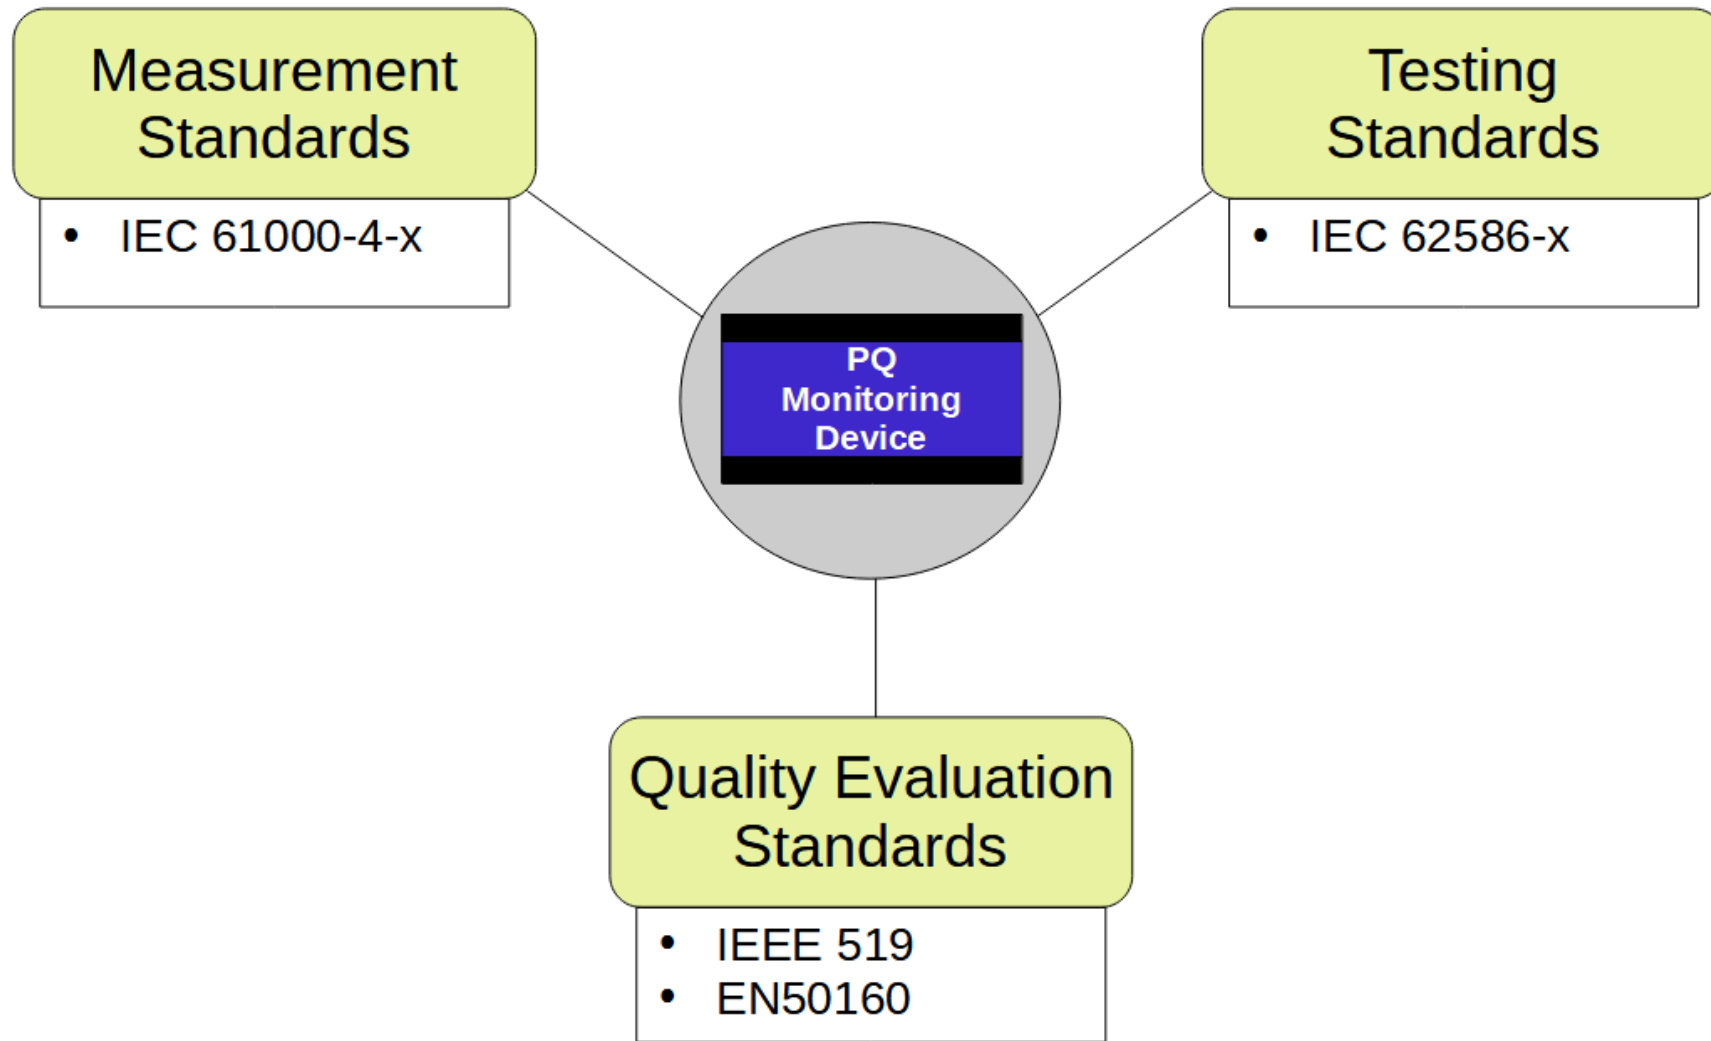 Measurement
Standards
• IEC 61000-4-x
Testing
Standards
• IEC 62586-x
PQ
Monitoring
Device
Quality Evaluation
Standards
• IEEE 519
• EN50160